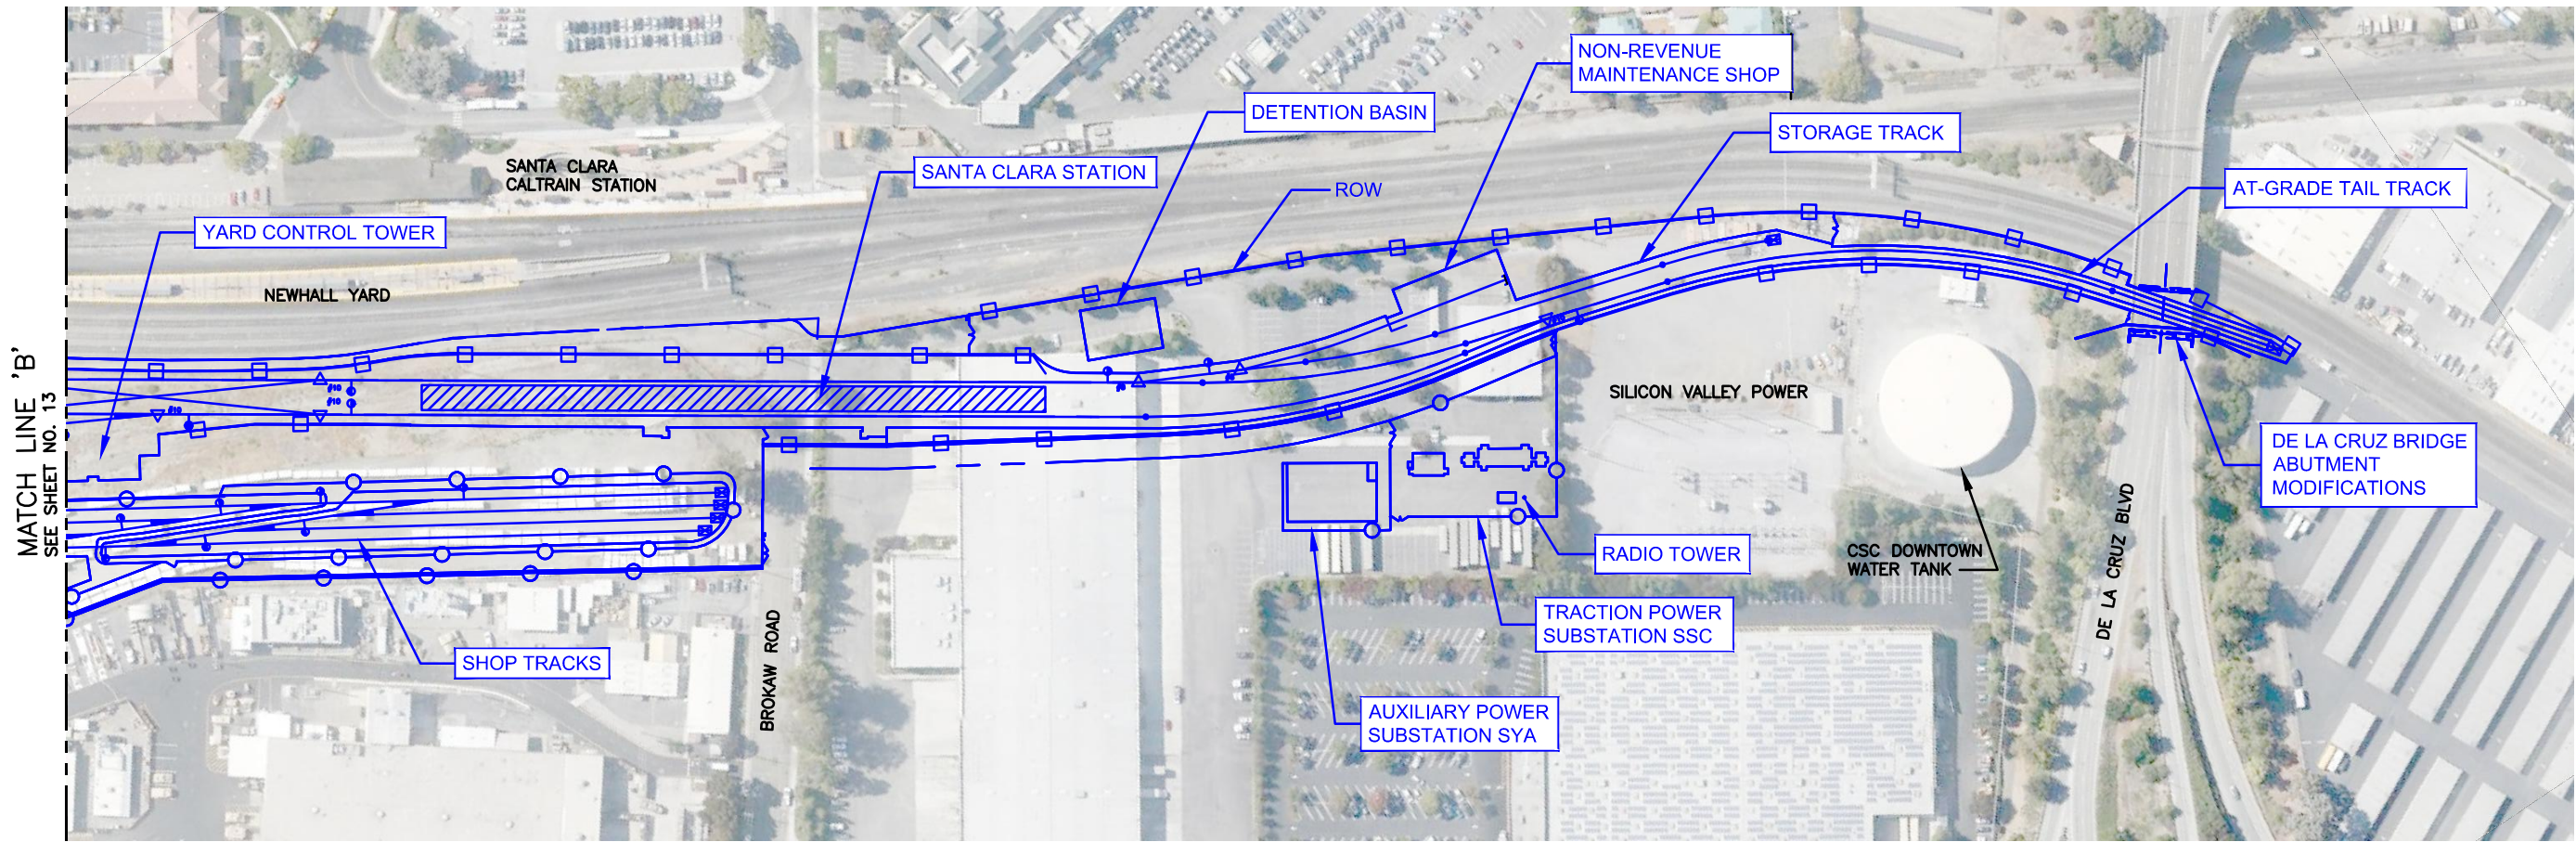 NON-REVENUE
MAINTENANCE SHOP
DETENTION BASIN
STORAGE TRACK
SANTA CLARA
CALTRAIN STATION
SANTA CLARA STATION
ROW
AT-GRADE TAIL TRACK
YARD CONTROL TOWER
NEWHALL YARD
MATCH LINE 'B'
SEE SHEET NO. 13
#10
#10
#10
SILICON VALLEY POWER
DE LA CRUZ BRIDGE
ABUTMENT
MODIFICATIONS
DE LA CRUZ BLVD
RADIO TOWER
CSC DOWNTOWN
WATER TANK
TRACTION POWER
SUBSTATION SSC
BROKAW ROAD
SHOP TRACKS
AUXILIARY POWER
SUBSTATION SYA